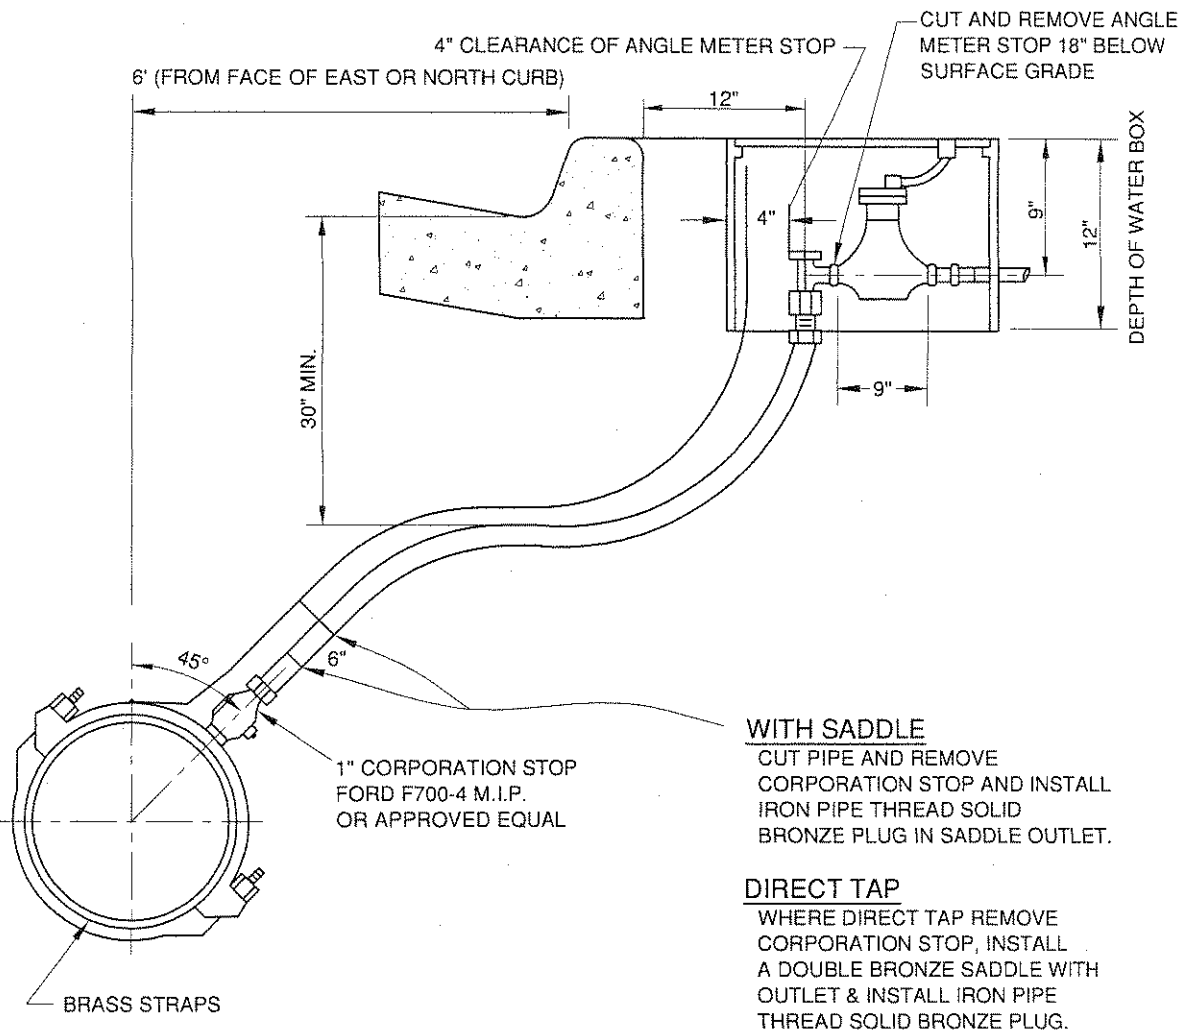 CUT AND REMOVE ANGLE
METER STOP 18" BELOW
SURFACE GRADE
4" CLEARANCE OF ANGLE METER STOP
6' (FROM FACE OF EAST OR NORTH CURB)
12"
4"
9"
12"
DEPTH OF WATER BOX
30" MIN.
9"
45°
6"
1" CORPORATION STOP
FORD F700-4 M.I.P.
OR APPROVED EQUAL
WITH SADDLE
CUT PIPE AND REMOVE
CORPORATION STOP AND INSTALL
IRON PIPE THREAD SOLID
BRONZE PLUG IN SADDLE OUTLET.
DIRECT TAP
WHERE DIRECT TAP REMOVE
CORPORATION STOP, INSTALL
A DOUBLE BRONZE SADDLE WITH
OUTLET & INSTALL IRON PIPE
THREAD SOLID BRONZE PLUG.
BRASS STRAPS